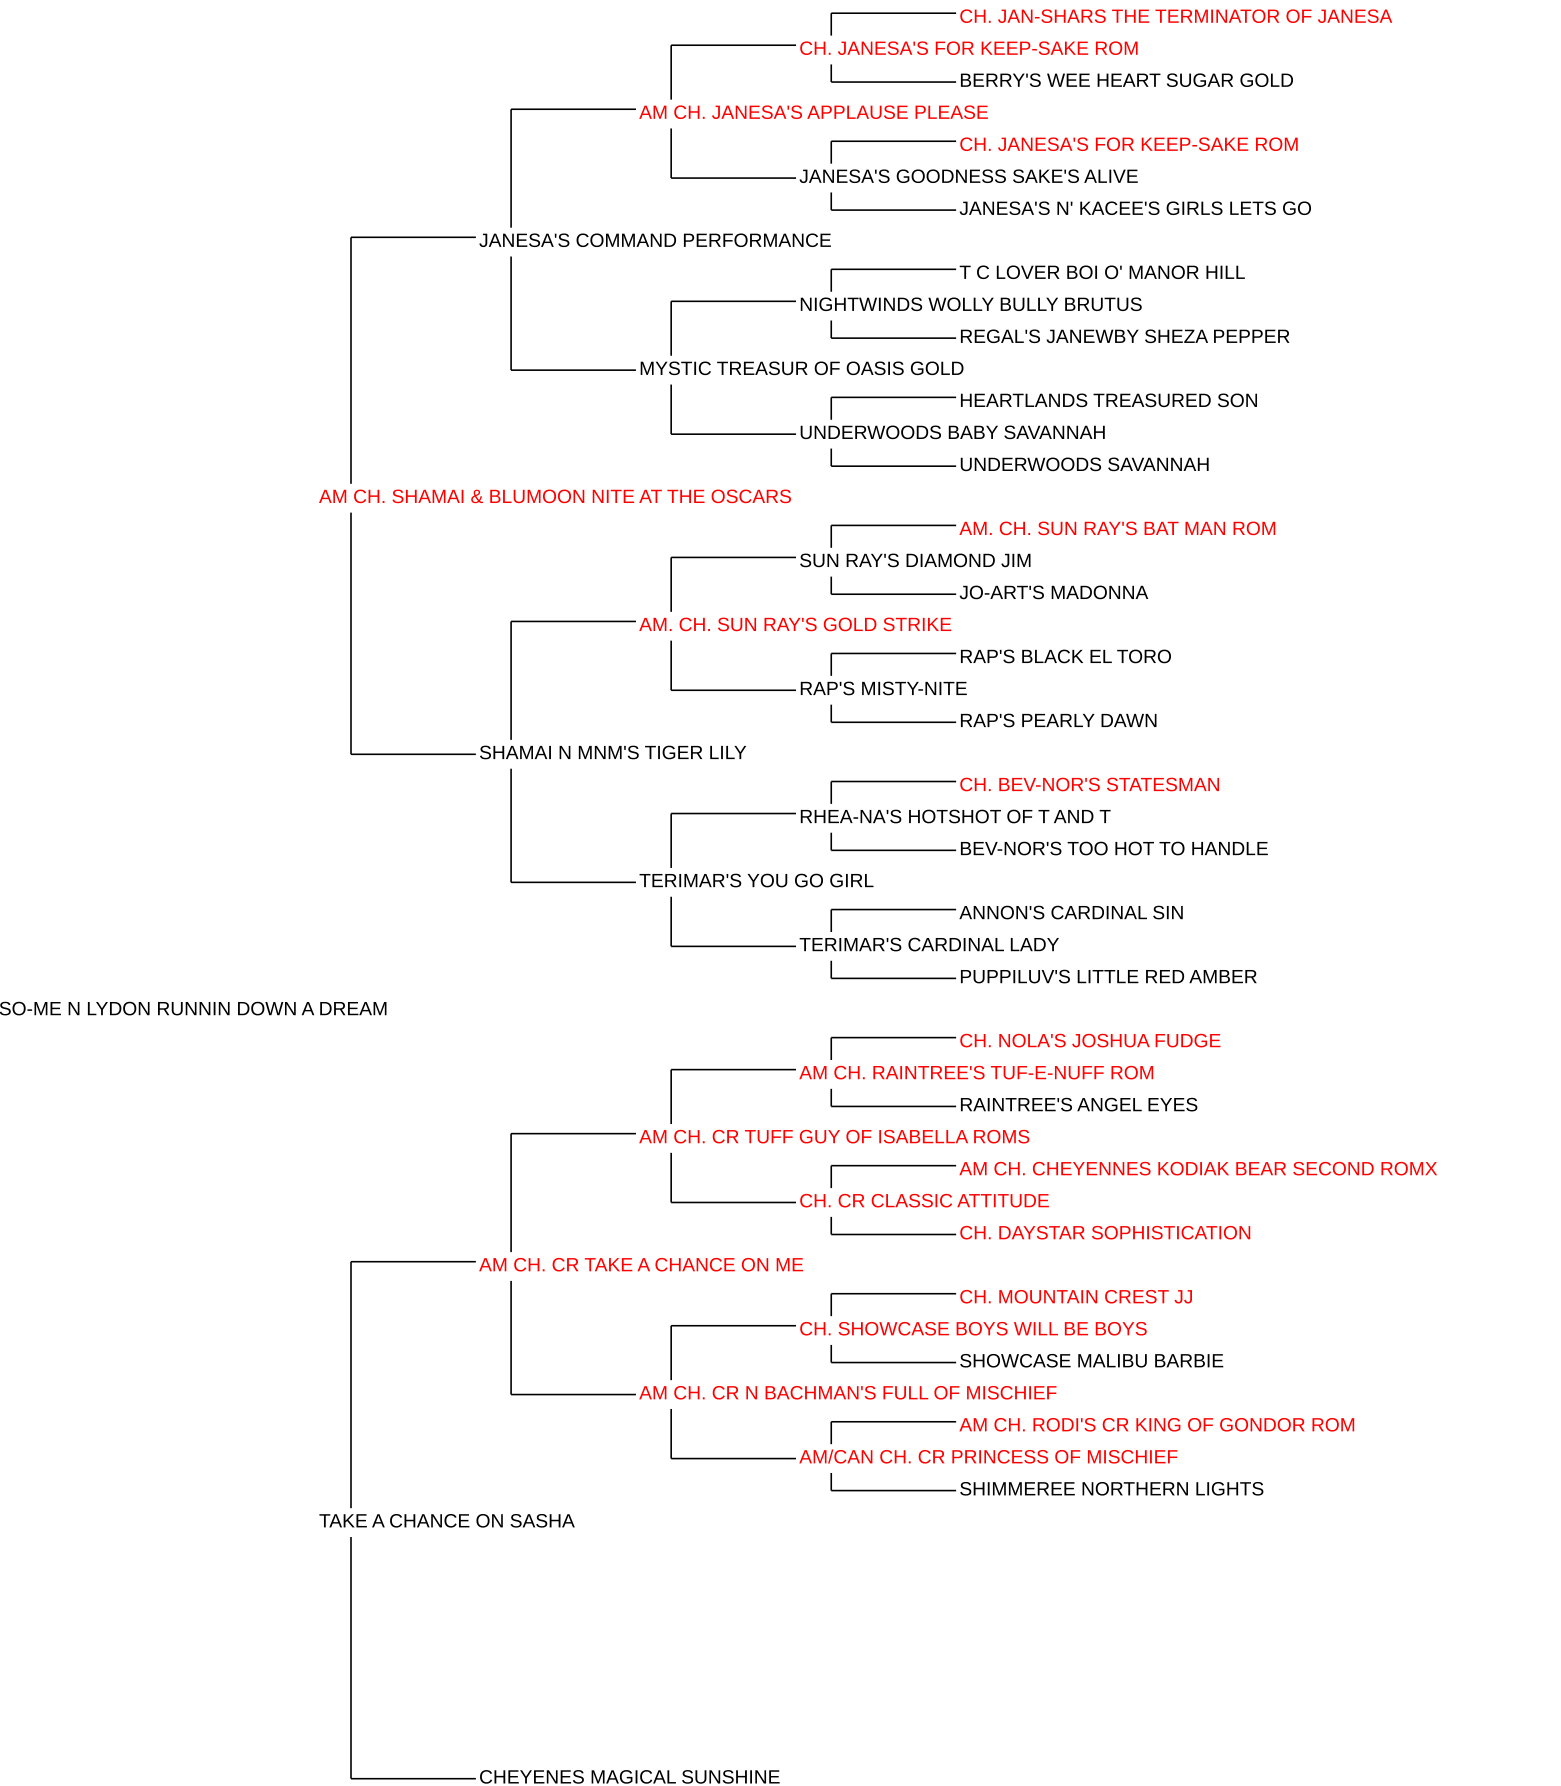 CH. JAN-SHARS THE TERMINATOR OF JANESA
CH. JANESA'S FOR KEEP-SAKE ROM
BERRY'S WEE HEART SUGAR GOLD
AM CH. JANESA'S APPLAUSE PLEASE
CH. JANESA'S FOR KEEP-SAKE ROM
JANESA'S GOODNESS SAKE'S ALIVE
JANESA'S N' KACEE'S GIRLS LETS GO
JANESA'S COMMAND PERFORMANCE
T C LOVER BOI O' MANOR HILL
NIGHTWINDS WOLLY BULLY BRUTUS
REGAL'S JANEWBY SHEZA PEPPER
MYSTIC TREASUR OF OASIS GOLD
HEARTLANDS TREASURED SON
UNDERWOODS BABY SAVANNAH
UNDERWOODS SAVANNAH
AM CH. SHAMAI & BLUMOON NITE AT THE OSCARS
AM. CH. SUN RAY'S BAT MAN ROM
SUN RAY'S DIAMOND JIM
JO-ART'S MADONNA
AM. CH. SUN RAY'S GOLD STRIKE
RAP'S BLACK EL TORO
RAP'S MISTY-NITE
RAP'S PEARLY DAWN
SHAMAI N MNM'S TIGER LILY
CH. BEV-NOR'S STATESMAN
RHEA-NA'S HOTSHOT OF T AND T
BEV-NOR'S TOO HOT TO HANDLE
TERIMAR'S YOU GO GIRL
ANNON'S CARDINAL SIN
TERIMAR'S CARDINAL LADY
PUPPILUV'S LITTLE RED AMBER
SO-ME N LYDON RUNNIN DOWN A DREAM
CH. NOLA'S JOSHUA FUDGE
AM CH. RAINTREE'S TUF-E-NUFF ROM
RAINTREE'S ANGEL EYES
AM CH. CR TUFF GUY OF ISABELLA ROMS
AM CH. CHEYENNES KODIAK BEAR SECOND ROMX
CH. CR CLASSIC ATTITUDE
CH. DAYSTAR SOPHISTICATION
AM CH. CR TAKE A CHANCE ON ME
CH. MOUNTAIN CREST JJ
CH. SHOWCASE BOYS WILL BE BOYS
SHOWCASE MALIBU BARBIE
AM CH. CR N BACHMAN'S FULL OF MISCHIEF
AM CH. RODI'S CR KING OF GONDOR ROM
AM/CAN CH. CR PRINCESS OF MISCHIEF
SHIMMEREE NORTHERN LIGHTS
TAKE A CHANCE ON SASHA
CHEYENES MAGICAL SUNSHINE